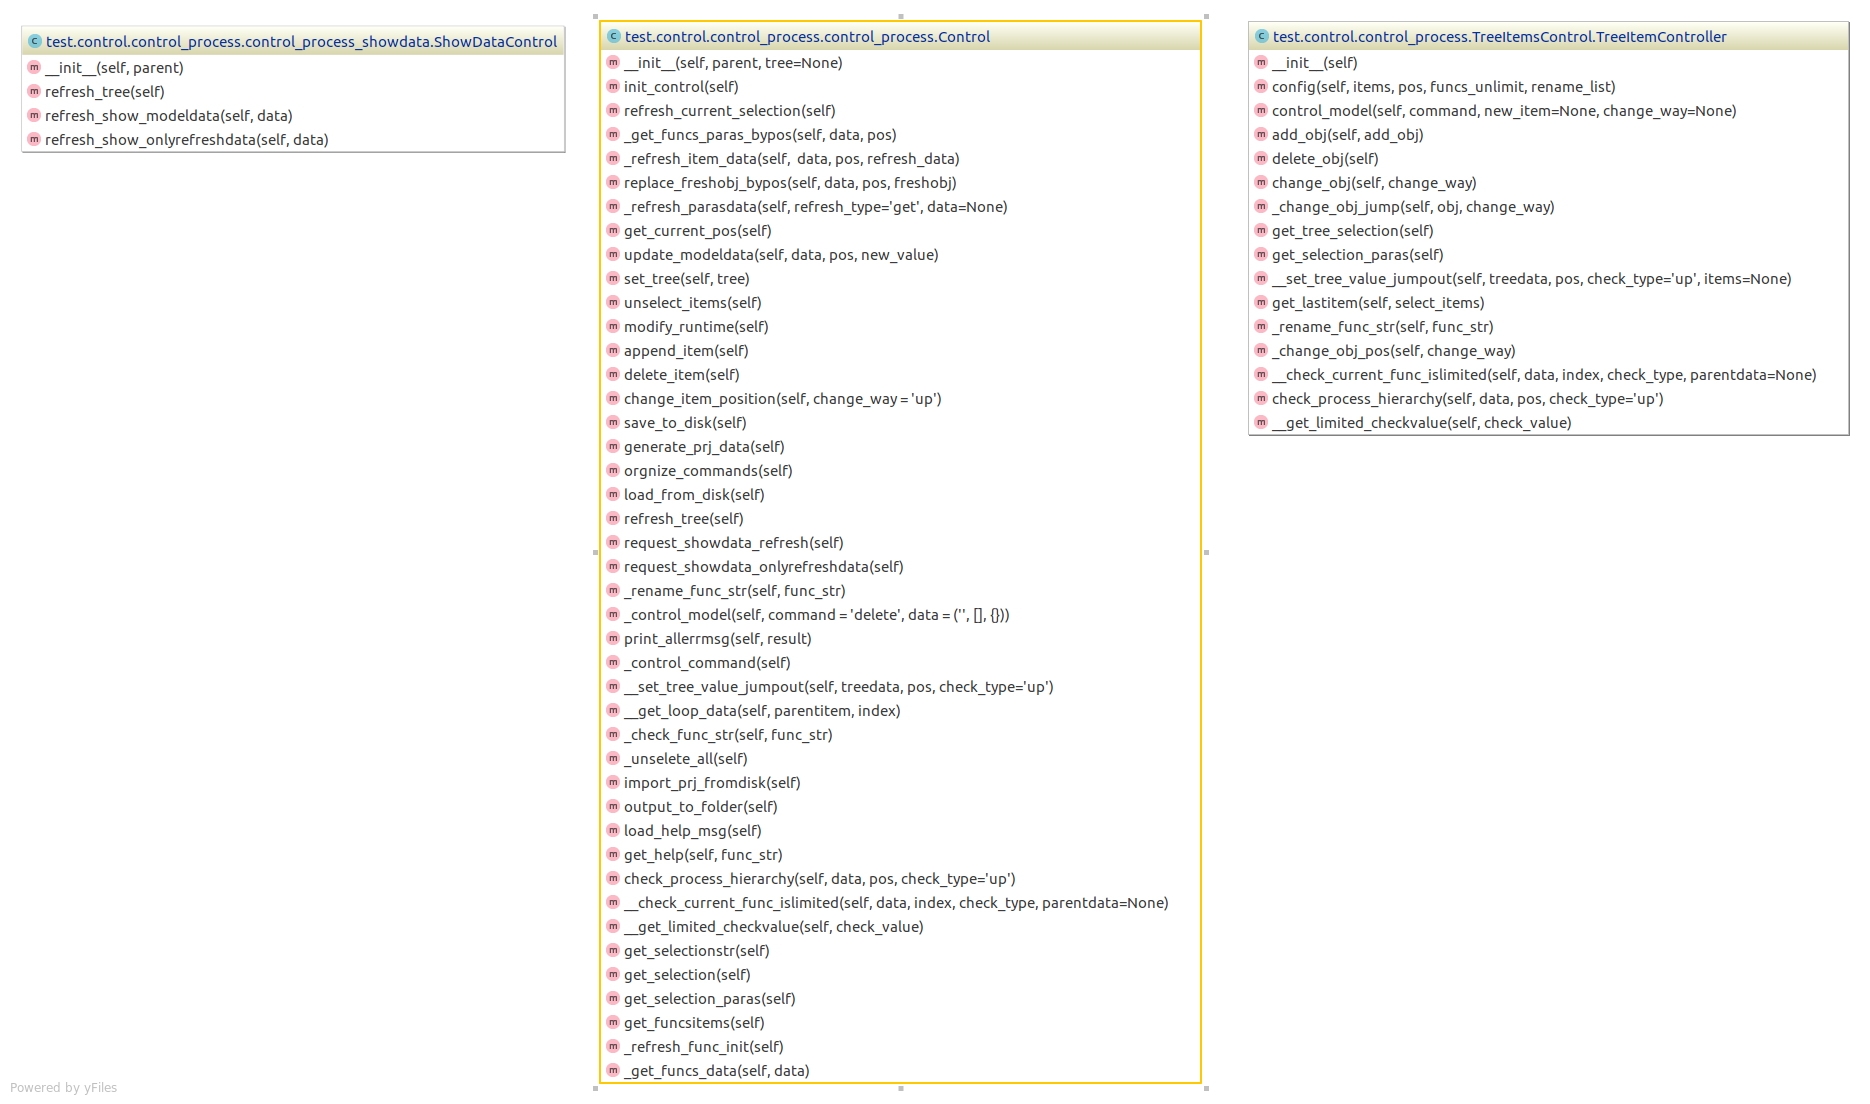 test.control.control_process.control_process_showdata.ShowDataControl
m __init__(self, parent)
m refresh_tree(self)
m refresh_show_modeldata(self, data)
m refresh_show_onlyrefreshdata(self, data)
C test.control.control_process.control_process.Control
m __init__(self, parent, tree=None)
m init_control(self)
m refresh_current_selection(self)
m _get_funcs_paras_bypos(self, data, pos)
m _refresh_item_data(self,  data, pos, refresh_data)
m replace_freshobj_bypos(self, data, pos, freshobj)
m _refresh_parasdata(self, refresh_type='get', data=None)
m get_current_pos(self)
m update_modeldata(self, data, pos, new_value)
m set_tree(self, tree)
m unselect_items(self)
m modify_runtime(self)
m append_item(self)
m delete_item(self)
m change_item_position(self, change_way = 'up')
m save_to_disk(self)
m generate_prj_data(self)
m orgnize_commands(self)
m load_from_disk(self)
m refresh_tree(self)
m request_showdata_refresh(self)
m request_showdata_onlyrefreshdata(self)
m _rename_func_str(self, func_str)
m _control_model(self, command = 'delete', data = ('', [], {}))
m print_allerrmsg(self, result)
m _control_command(self)
m __set_tree_value_jumpout(self, treedata, pos, check_type='up')
m __get_loop_data(self, parentitem, index)
m _check_func_str(self, func_str)
m _unselete_all(self)
m import_prj_fromdisk(self)
m output_to_folder(self)
m load_help_msg(self)
m get_help(self, func_str)
m check_process_hierarchy(self, data, pos, check_type='up')
m __check_current_func_islimited(self, data, index, check_type, parentdata=None)
m __get_limited_checkvalue(self, check_value)
m get_selectionstr(self)
m get_selection(self)
m get_selection_paras(self)
m get_funcsitems(self)
m _refresh_func_init(self)
m _get_funcs_data(self, data)
C test.control.control_process.TreeItemsControl.TreeItemController
m __init__(self)
m config(self, items, pos, funcs_unlimit, rename_list)
m control_model(self, command, new_item=None, change_way=None)
m add_obj(self, add_obj)
m delete_obj(self)
m change_obj(self, change_way)
m _change_obj_jump(self, obj, change_way)
m get_tree_selection(self)
m get_selection_paras(self)
m __set_tree_value_jumpout(self, treedata, pos, check_type='up', items=None)
m get_lastitem(self, select_items)
m _rename_func_str(self, func_str)
m _change_obj_pos(self, change_way)
m __check_current_func_islimited(self, data, index, check_type, parentdata=None)
m check_process_hierarchy(self, data, pos, check_type='up')
m __get_limited_checkvalue(self, check_value)
Powered by yFiles